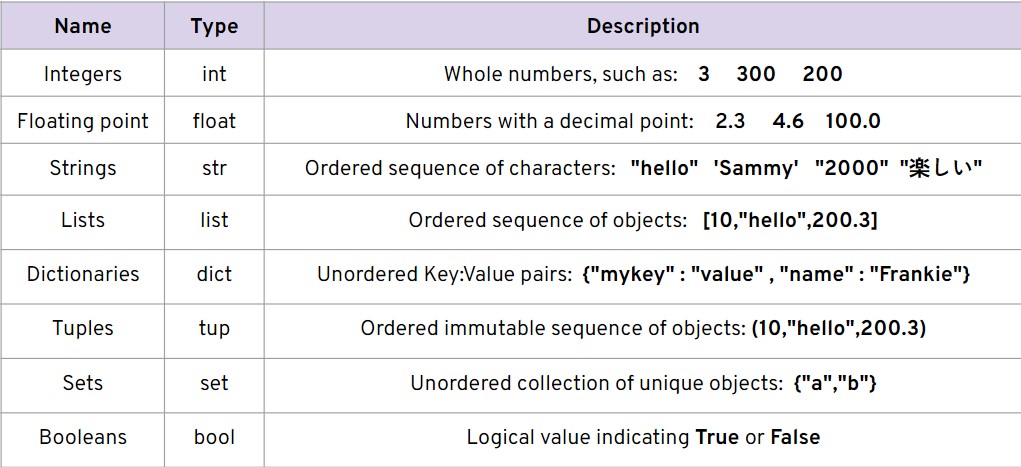 Name Type Description
Integers int Whole numbers, such as: 3 300 200
Floating point float Numbers with a decimal point: 2.3 4.6 100.0
Strings str Ordered sequence of characters: "hello" 'Sammy' "2000" "楽しい"
Lists list Ordered sequence of objects: [10,"hello",200.3]
Dictionaries dict Unordered Key:Value pairs: {"mykey" : "value" , "name" : "Frankie"}
Tuples tup Ordered immutable sequence of objects: (10,"hello",200.3)
Sets set Unordered collection of unique objects: {"a","b"}
Booleans bool Logical value indicating True or False